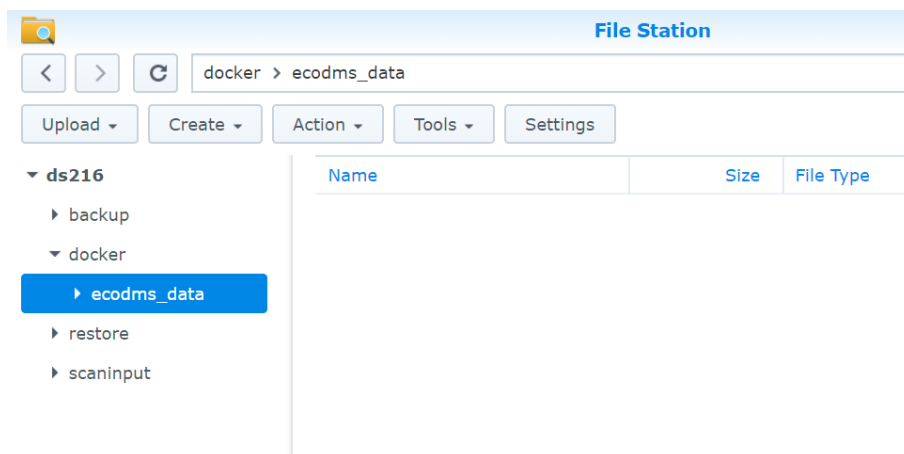 File Station
docker > ecodms_data
Upload Create Action Tools Settings
ds216
Name Size File Type
backup
docker
ecodms_data
restore
scaninput